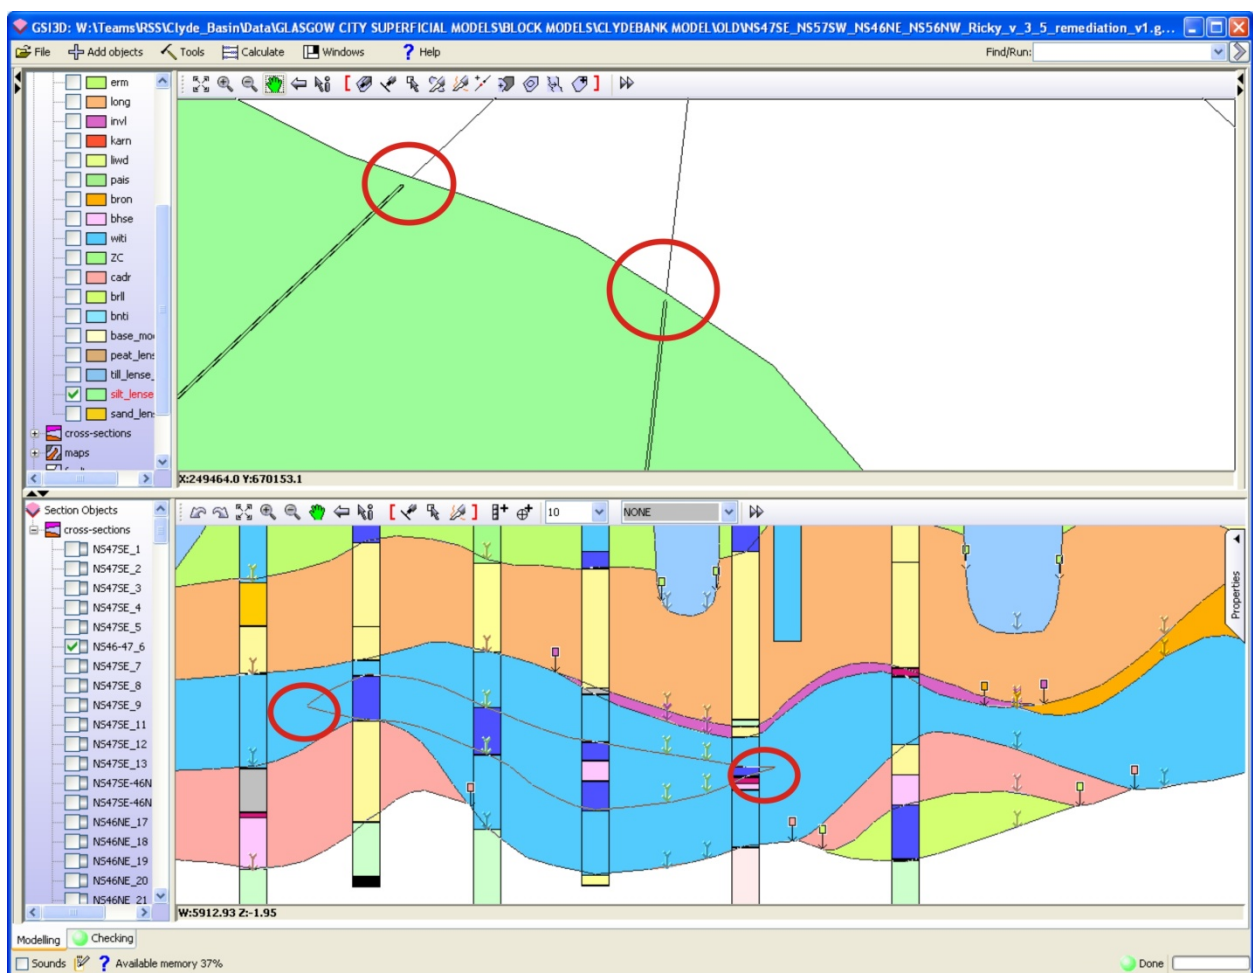 GSI3D: W:\Teams\RSS\Clyde_Basin\Data\GLASGOW CITY SUPERFICIAL MODELS\BLOCK MODELS\CLYDEBANK MODEL\OLD\NS47SE_NS57SW_NS46NE_NS56NW_Ricky_v_3_5_remediation_v1.g...
File Add objects Tools Calculate Windows ? Help Find/Run:
erm
long
invl
karn
liwd
pais
bron
bhse
witi
ZC
cadr
brll
bnti
base_mo
peat_lens
till_lense_
silt_lense
sand_len
cross-sections
maps
X:249464.0 Y:670153.1
Section Objects
10 NONE
cross-sections
NS47SE_1
NS47SE_2
NS47SE_3
NS47SE_4
NS47SE_5
NS46-47_6
NS47SE_7
NS47SE_8
NS47SE_9
NS47SE_11
NS47SE_12
NS47SE_13
NS47SE-46N
NS47SE-46N
NS46NE_17
NS46NE_18
NS46NE_19
NS46NE_20
NS46NE_21
Properties
W:5912.93 Z:-1.95
Modelling Checking
Sounds ? Available memory 37% Done